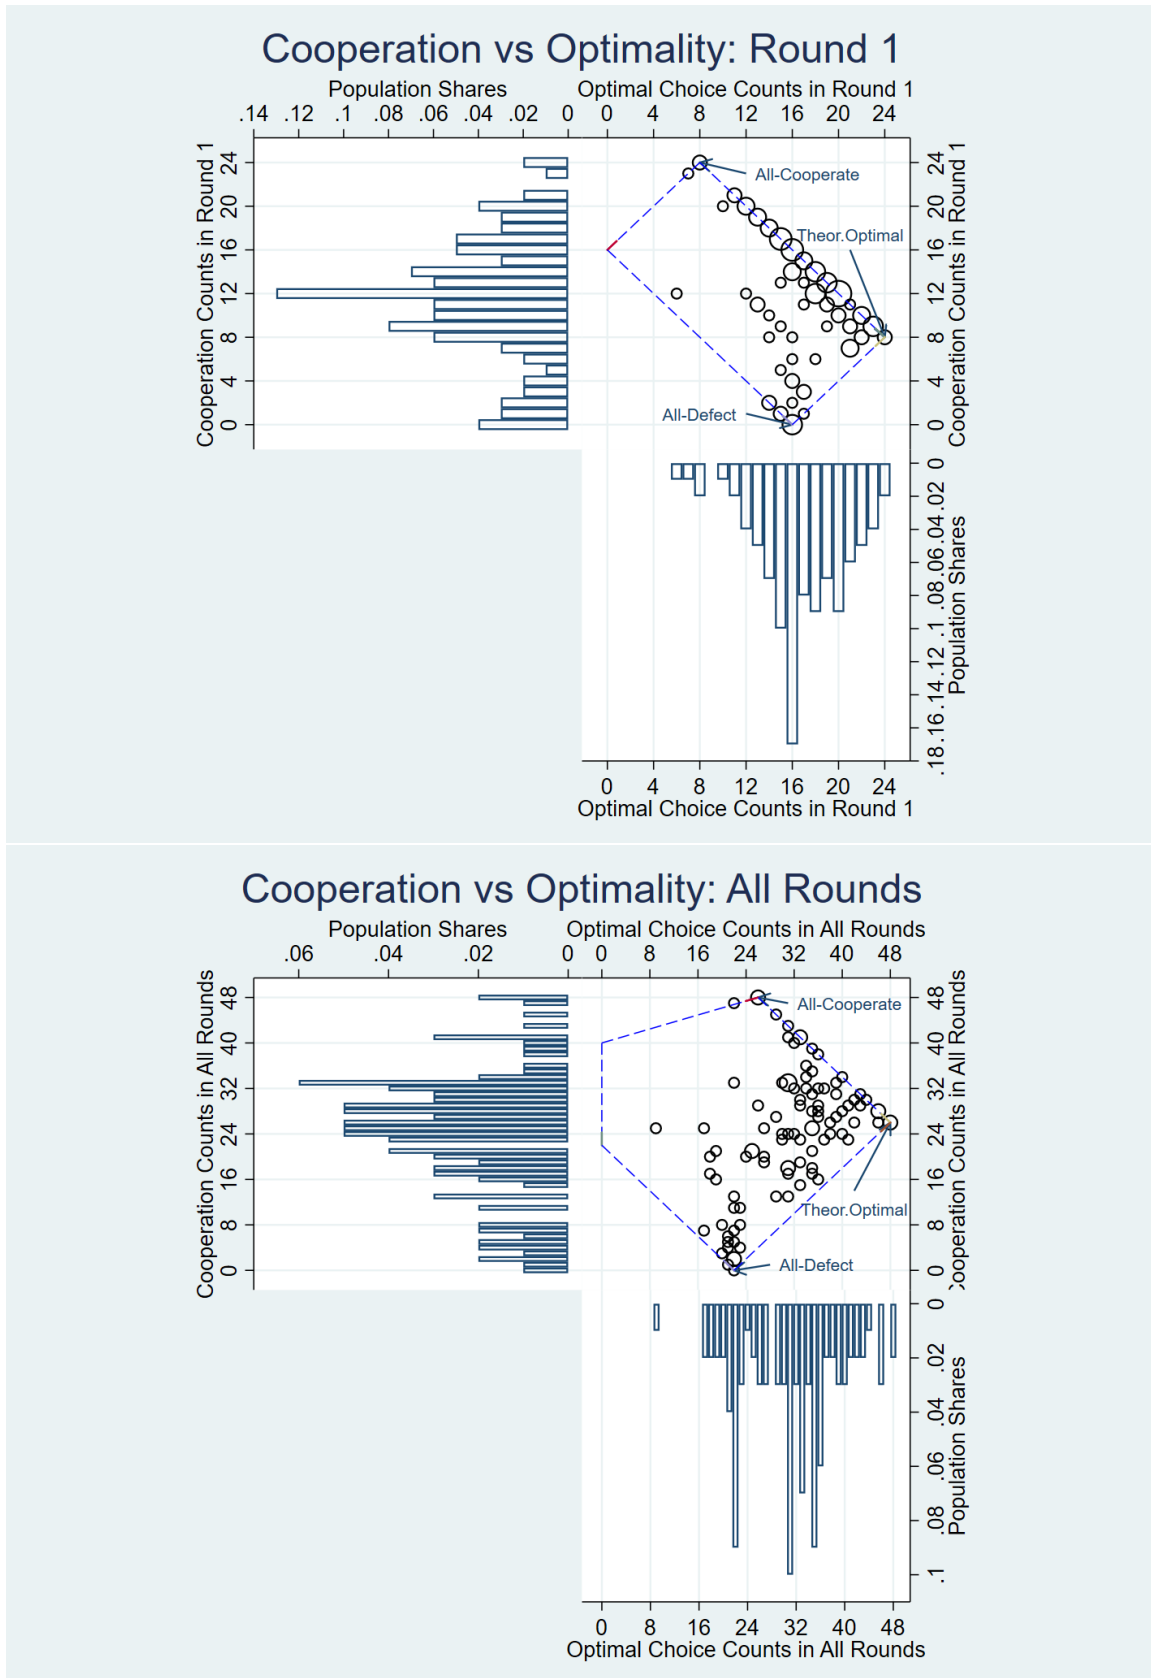 Cooperation vs Optimality: Round 1
Population Shares
Optimal Choice Counts in Round 1
.14 .12 .1 .08 .06 .04 .02 0
0 4 8 12 16 20 24
Cooperation Counts in Round 1
24 20 16 12 8 4 0
All-Cooperate
Theor.Optimal
All-Defect
24 20 16 12 8 4 0
Cooperation Counts in Round 1
0 .02 .04 .06 .08 .1 .12 .14 .16 .18
Population Shares
0 4 8 12 16 20 24
Optimal Choice Counts in Round 1
Cooperation vs Optimality: All Rounds
Population Shares
Optimal Choice Counts in All Rounds
.06 .04 .02 0
0 8 16 24 32 40 48
Cooperation Counts in All Rounds
48 40 32 24 16 8 0
All-Cooperate
Theor.Optimal
All-Defect
48 40 32 24 16 8 0
Cooperation Counts in All Rounds
0 .02 .04 .06 .08 .1
Population Shares
0 8 16 24 32 40 48
Optimal Choice Counts in All Rounds